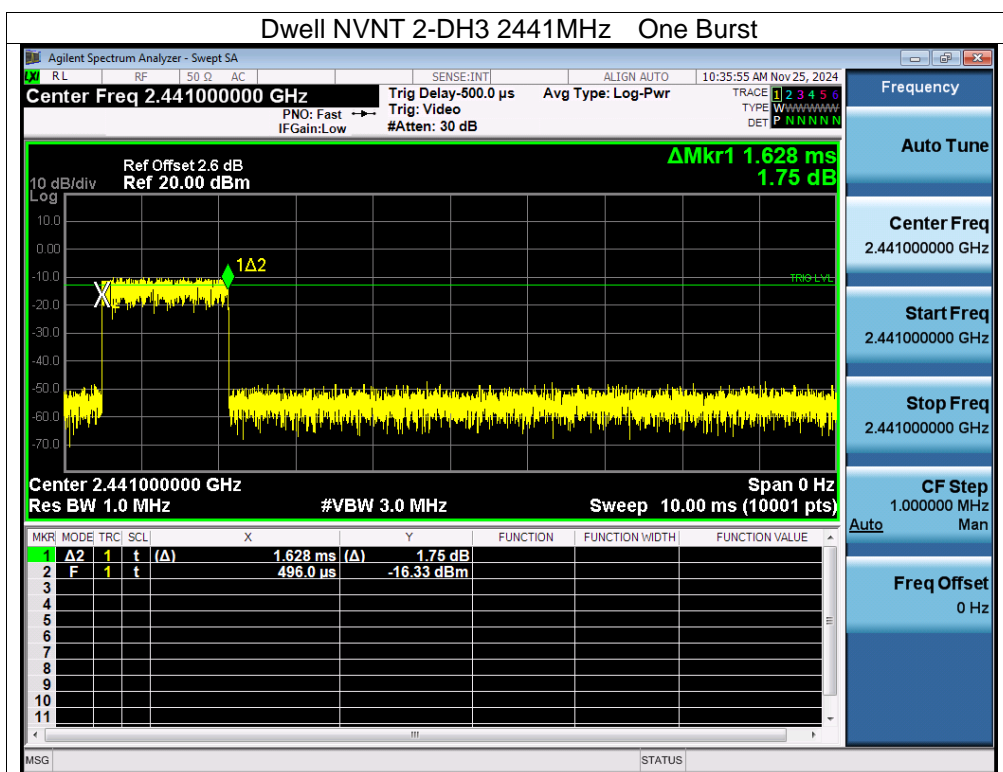 Dwell NVNT 2-DH3 2441MHz One Burst
Agilent Spectrum Analyzer - Swept SA
LXI RL RF 50 Ω AC SENSE:INT ALIGN AUTO 10:35:55 AM Nov 25, 2024
Center Freq 2.441000000 GHz
PNO: Fast
IFGain:Low
Trig Delay-500.0 µs
Trig: Video
#Atten: 30 dB
Avg Type: Log-Pwr
TRACE 1 2 3 4 5 6
TYPE WWWWWW
DET P N N N N N
ΔMkr1 1.628 ms
1.75 dB
Ref Offset 2.6 dB
10 dB/div Ref 20.00 dBm
Log
10.0
0.00
-10.0
-20.0
-30.0
-40.0
-50.0
-60.0
-70.0
1Δ2
TRIG LVL
X2
Center 2.441000000 GHz Span 0 Hz
Res BW 1.0 MHz #VBW 3.0 MHz Sweep 10.00 ms (10001 pts)
MKR MODE TRC SCL X Y FUNCTION FUNCTION WIDTH FUNCTION VALUE
1 Δ2 1 t (Δ) 1.628 ms (Δ) 1.75 dB
2 F 1 t 496.0 µs -16.33 dBm
3
4
5
6
7
8
9
10
11
MSG STATUS
Frequency
Auto Tune
Center Freq
2.441000000 GHz
Start Freq
2.441000000 GHz
Stop Freq
2.441000000 GHz
CF Step
1.000000 MHz
Auto Man
Freq Offset
0 Hz